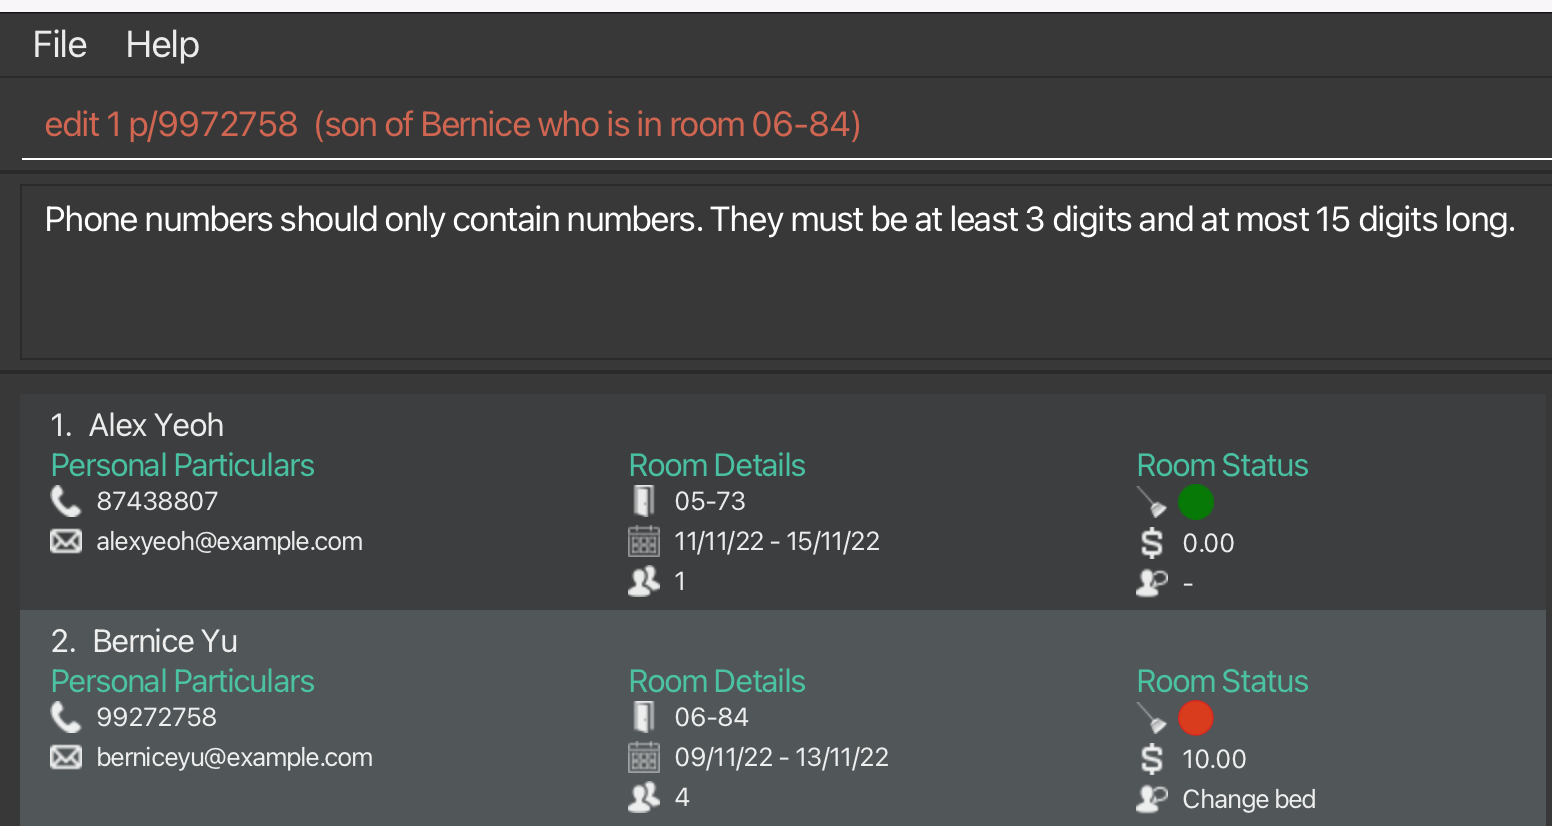 File Help
edit 1 p/9972758  (son of Bernice who is in room 06-84)
Phone numbers should only contain numbers. They must be at least 3 digits and at most 15 digits long.
1. Alex Yeoh
Personal Particulars Room Details Room Status
87438807 05-73
alexyeoh@example.com 11/11/22 - 15/11/22 $ 0.00
1 -
2. Bernice Yu
Personal Particulars Room Details Room Status
99272758 06-84
berniceyu@example.com 09/11/22 - 13/11/22 $ 10.00
4 Change bed